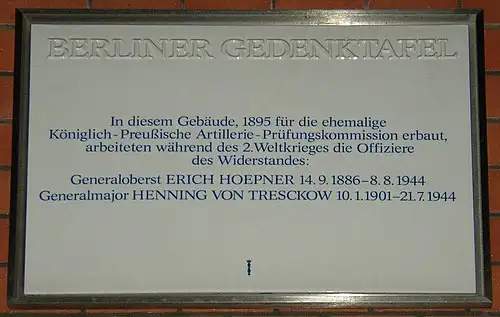 BERLINER GEDENKTAFEL
In diesem Gebäude, 1895 für die ehemalige
Königlich-Preußische Artillerie-Prüfungskommission erbaut,
arbeiteten während des 2.Weltkrieges die Offiziere
des Widerstandes:
Generaloberst ERICH HOEPNER 14.9.1886–8.8.1944
Generalmajor HENNING VON TRESCKOW 10.1.1901–21.7.1944